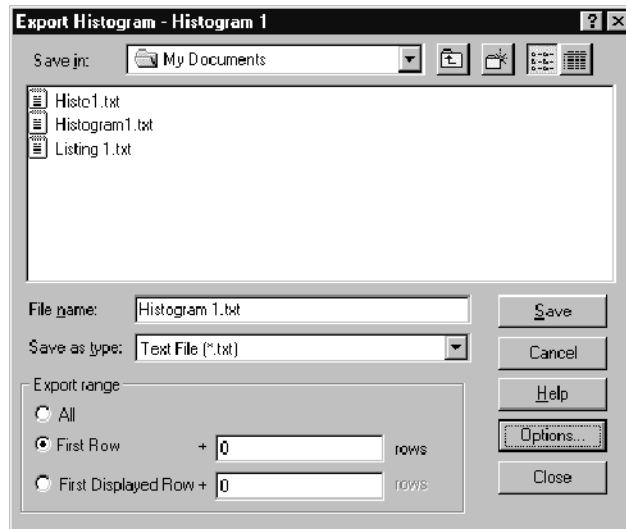 Export Histogram - Histogram 1
Save in: My Documents
Histo1.txt
Histogram1.txt
Listing 1.txt
File name: Histogram 1.txt
Save
Save as type: Text File (*.txt)
Cancel
Export range
Help
All
First Row + 0 rows
Options...
First Displayed Row + 0 rows
Close